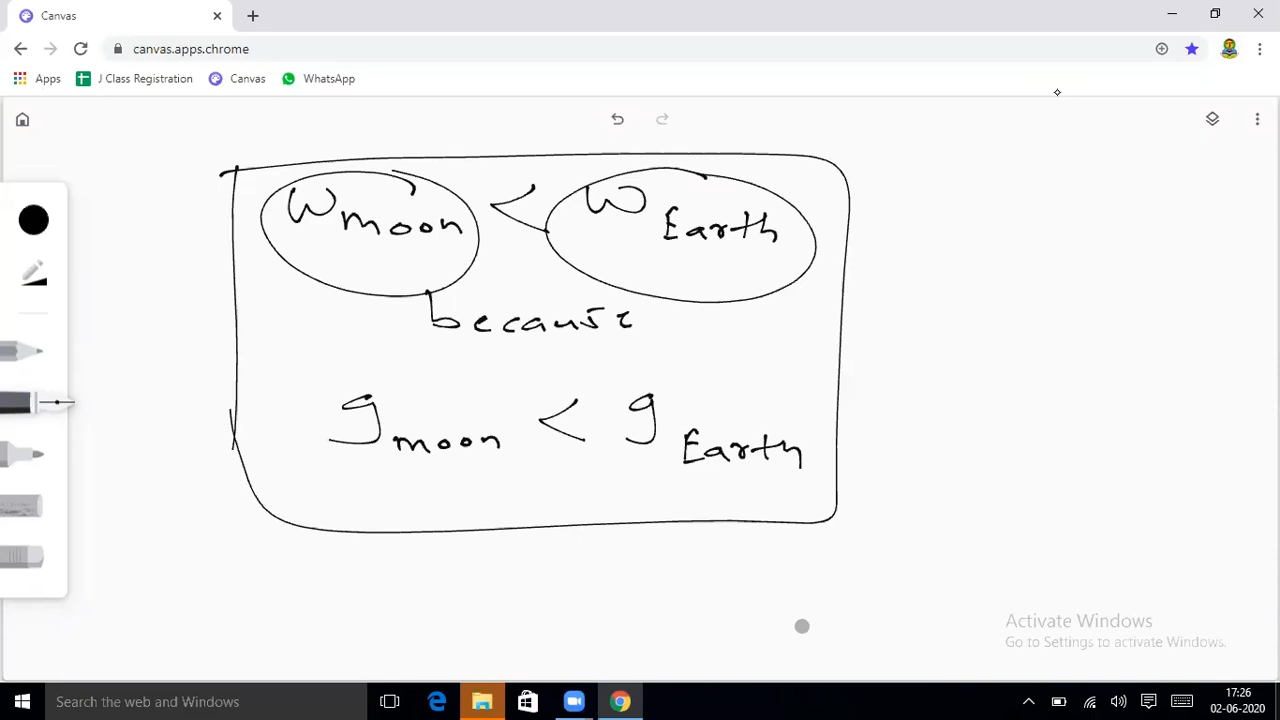 Canvas
canvas.apps.chrome
Apps J Class Registration Canvas WhatsApp
W moon < W Earth
because
g moon < g Earth
Activate Windows
Go to Settings to activate Windows.
Search the web and Windows
17:26
02-06-2020